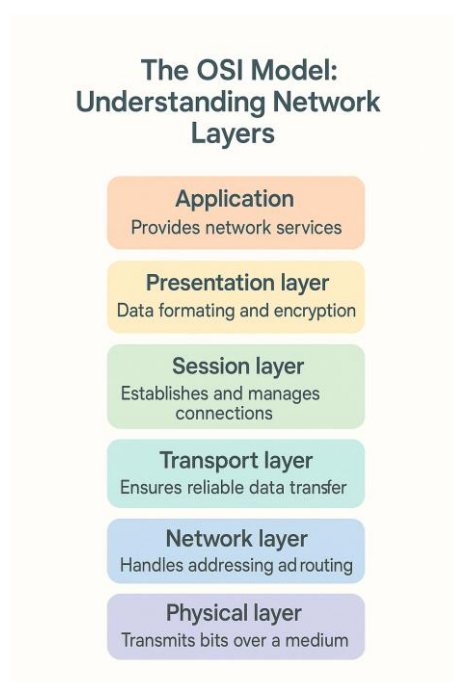 The OSI Model:
Understanding Network
Layers
Application
Provides network services
Presentation layer
Data formating and encryption
Session layer
Establishes and manages
connections
Transport layer
Ensures reliable data transfer
Network layer
Handles addressing ad routing
Physical layer
Transmits bits over a medium